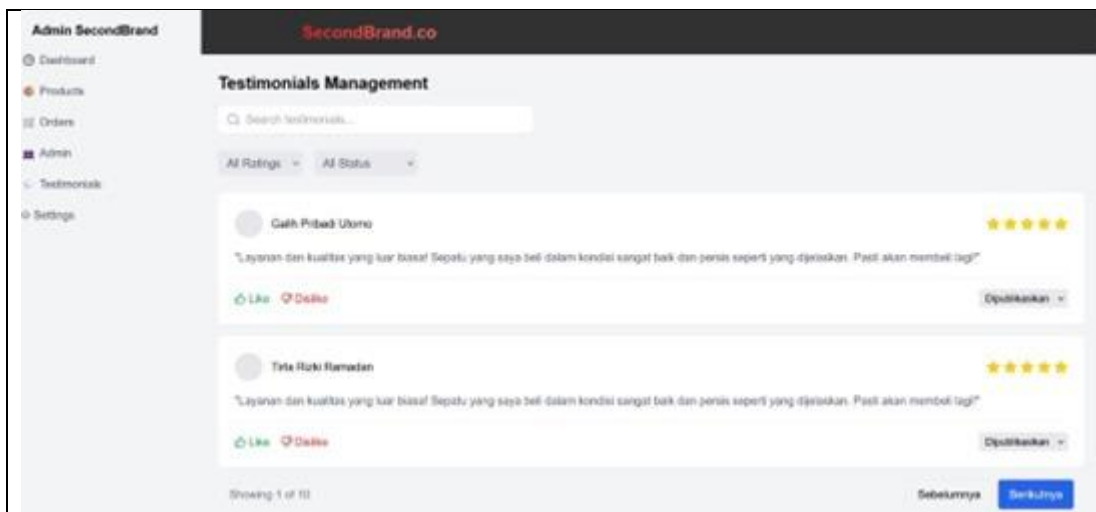 Admin SecondBrand
SecondBrand.co
Dashboard
Products
Orders
Admin
Testimonials
Settings
Testimonials Management
Search testimonials...
All Ratings
All Status
Galih Pribadi Utomo
"Layanan dan kualitas yang luar biasa! Sepatu yang saya beli dalam kondisi sangat baik dan persis seperti yang dijelaskan. Pasti akan membeli lagi!"
Like Dislike
Dipublikasikan
Tirta Rizki Ramadan
"Layanan dan kualitas yang luar biasa! Sepatu yang saya beli dalam kondisi sangat baik dan persis seperti yang dijelaskan. Pasti akan membeli lagi!"
Like Dislike
Dipublikasikan
Showing 1 of 10
Sebelumnya
Berikutnya